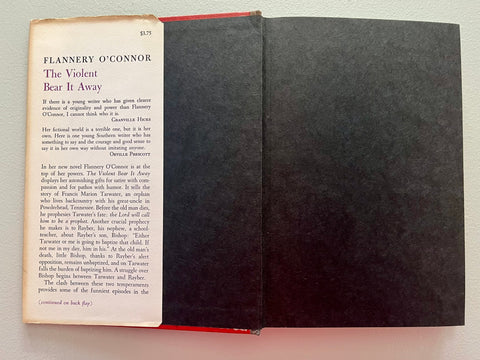 $3.75
FLANNERY O'CONNOR
The Violent
Bear It Away
If there is a young writer who has given clearer
evidence of originality and power than Flannery
O'Connor, I cannot think who it is.
GRANVILLE HICKS
Her fictional world is a terrible one, but it is her
own. Here is one young Southern writer who has
something to say and the courage and good sense to
say it in her own way without imitating anyone.
ORVILLE PRESCOTT
In her new novel Flannery O'Connor is at the
top of her powers. The Violent Bear It Away
displays her astonishing gifts for satire with com-
passion and for pathos with humor. It tells the
story of Francis Marion Tarwater, an orphan
who lives backcountry with his great-uncle in
Powderhead, Tennessee. Before the old man dies,
he prophesies Tarwater's fate: the Lord will call
him to be a prophet. Another crucial prophecy
he makes is to Rayber, his nephew, a school-
teacher, about Rayber's son, Bishop: "Either
Tarwater or me is going to baptize that child. If
not me in my dier, him in his." At the old man's
death, little Bishop, thanks to Rayber's alert
opposition, remains unbaptized, and on Tarwater
falls the burden of baptizing him. A struggle over
Bishop begins between Tarwater and Rayber.
The clash between these two temperaments
provides some of the funniest episodes in the
(continued on back flap)